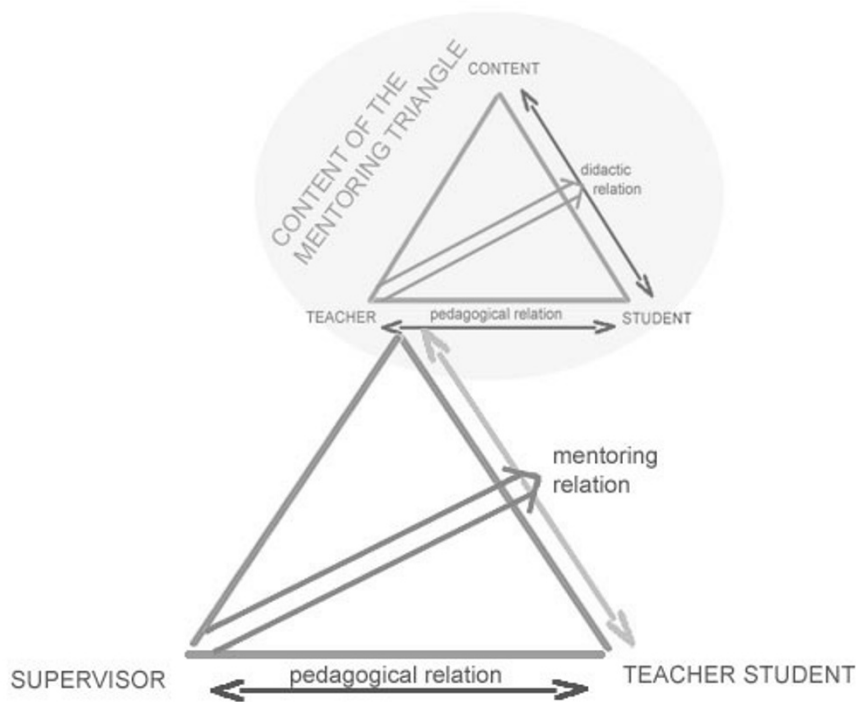 CONTENT OF THE
MENTORING TRIANGLE
CONTENT
didactic
relation
TEACHER
pedagogical relation
STUDENT
mentoring
relation
SUPERVISOR
pedagogical relation
TEACHER STUDENT